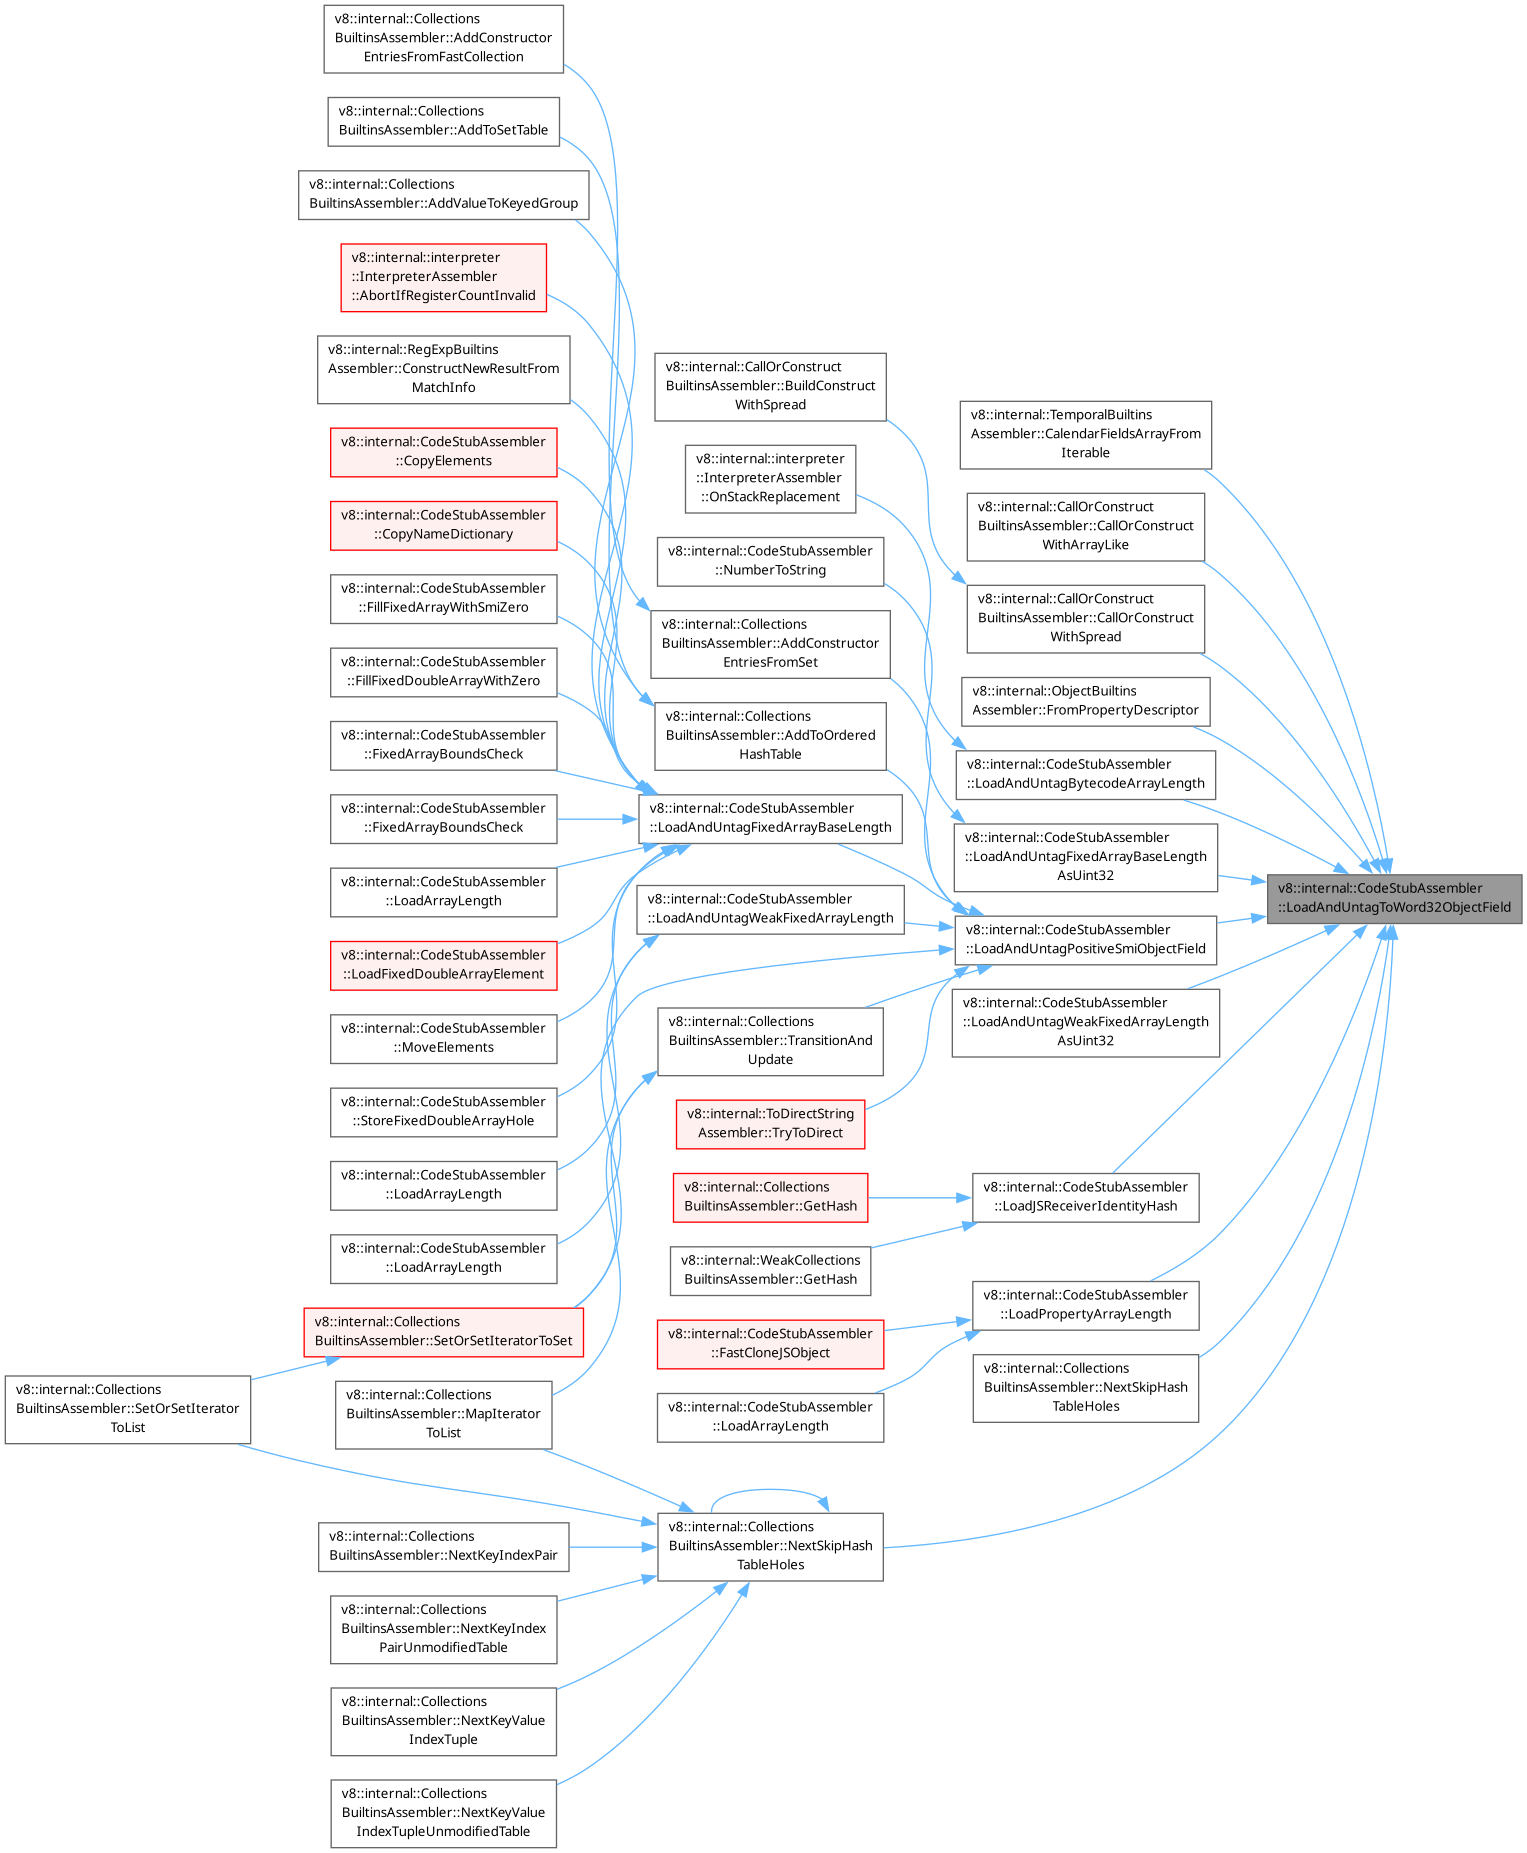 v8::internal::Collections
BuiltinsAssembler::AddConstructor
EntriesFromFastCollection
v8::internal::Collections
BuiltinsAssembler::AddToSetTable
v8::internal::Collections
BuiltinsAssembler::AddValueToKeyedGroup
v8::internal::interpreter
::InterpreterAssembler
::AbortIfRegisterCountInvalid
v8::internal::RegExpBuiltins
Assembler::ConstructNewResultFrom
MatchInfo
v8::internal::CodeStubAssembler
::CopyElements
v8::internal::CodeStubAssembler
::CopyNameDictionary
v8::internal::CodeStubAssembler
::FillFixedArrayWithSmiZero
v8::internal::CodeStubAssembler
::FillFixedDoubleArrayWithZero
v8::internal::CodeStubAssembler
::FixedArrayBoundsCheck
v8::internal::CodeStubAssembler
::FixedArrayBoundsCheck
v8::internal::CodeStubAssembler
::LoadArrayLength
v8::internal::CodeStubAssembler
::LoadFixedDoubleArrayElement
v8::internal::CodeStubAssembler
::MoveElements
v8::internal::CodeStubAssembler
::StoreFixedDoubleArrayHole
v8::internal::CodeStubAssembler
::LoadArrayLength
v8::internal::CodeStubAssembler
::LoadArrayLength
v8::internal::Collections
BuiltinsAssembler::SetOrSetIteratorToSet
v8::internal::Collections
BuiltinsAssembler::SetOrSetIterator
ToList
v8::internal::Collections
BuiltinsAssembler::MapIterator
ToList
v8::internal::Collections
BuiltinsAssembler::NextKeyIndexPair
v8::internal::Collections
BuiltinsAssembler::NextKeyIndex
PairUnmodifiedTable
v8::internal::Collections
BuiltinsAssembler::NextKeyValue
IndexTuple
v8::internal::Collections
BuiltinsAssembler::NextKeyValue
IndexTupleUnmodifiedTable
v8::internal::CallOrConstruct
BuiltinsAssembler::BuildConstruct
WithSpread
v8::internal::interpreter
::InterpreterAssembler
::OnStackReplacement
v8::internal::CodeStubAssembler
::NumberToString
v8::internal::Collections
BuiltinsAssembler::AddConstructor
EntriesFromSet
v8::internal::Collections
BuiltinsAssembler::AddToOrdered
HashTable
v8::internal::CodeStubAssembler
::LoadAndUntagFixedArrayBaseLength
v8::internal::CodeStubAssembler
::LoadAndUntagWeakFixedArrayLength
v8::internal::Collections
BuiltinsAssembler::TransitionAnd
Update
v8::internal::ToDirectString
Assembler::TryToDirect
v8::internal::Collections
BuiltinsAssembler::GetHash
v8::internal::WeakCollections
BuiltinsAssembler::GetHash
v8::internal::CodeStubAssembler
::FastCloneJSObject
v8::internal::CodeStubAssembler
::LoadArrayLength
v8::internal::Collections
BuiltinsAssembler::NextSkipHash
TableHoles
v8::internal::TemporalBuiltins
Assembler::CalendarFieldsArrayFrom
Iterable
v8::internal::CallOrConstruct
BuiltinsAssembler::CallOrConstruct
WithArrayLike
v8::internal::CallOrConstruct
BuiltinsAssembler::CallOrConstruct
WithSpread
v8::internal::ObjectBuiltins
Assembler::FromPropertyDescriptor
v8::internal::CodeStubAssembler
::LoadAndUntagBytecodeArrayLength
v8::internal::CodeStubAssembler
::LoadAndUntagFixedArrayBaseLength
AsUint32
v8::internal::CodeStubAssembler
::LoadAndUntagPositiveSmiObjectField
v8::internal::CodeStubAssembler
::LoadAndUntagWeakFixedArrayLength
AsUint32
v8::internal::CodeStubAssembler
::LoadJSReceiverIdentityHash
v8::internal::CodeStubAssembler
::LoadPropertyArrayLength
v8::internal::Collections
BuiltinsAssembler::NextSkipHash
TableHoles
v8::internal::CodeStubAssembler
::LoadAndUntagToWord32ObjectField